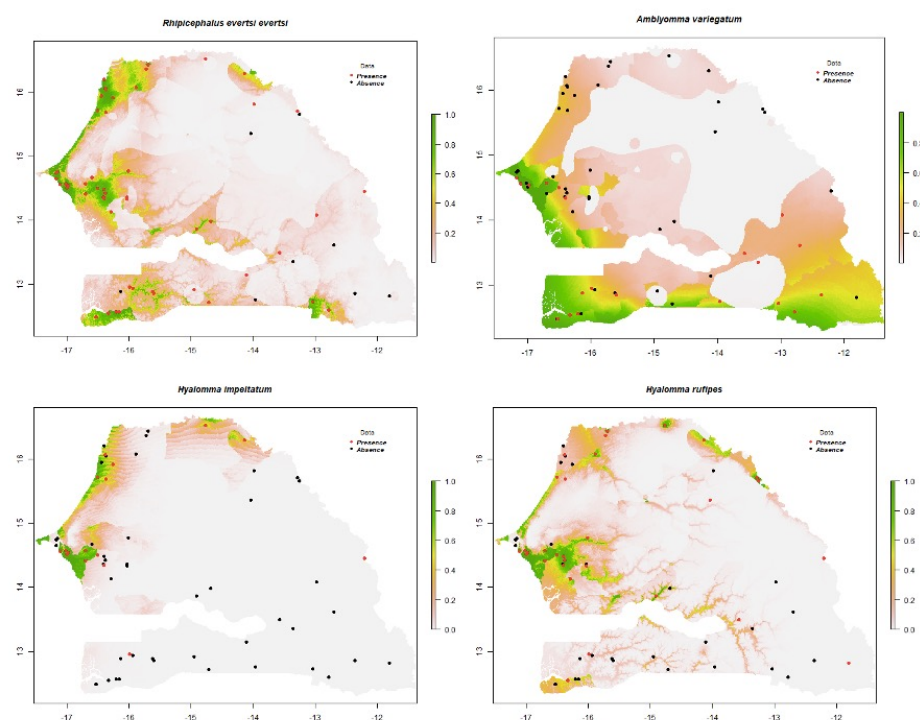 Rhipicephalus evertsi evertsi
Data
Presence
Absence
16
15
14
13
-17 -16 -15 -14 -13 -12
1.0
0.8
0.6
0.4
0.2
Amblyomma variegatum
Data
Presence
Absence
16
15
14
13
-17 -16 -15 -14 -13 -12
Hyalomma impeltatum
Data
Presence
Absence
16
15
14
13
-17 -16 -15 -14 -13 -12
1.0
0.8
0.6
0.4
0.2
0.0
Hyalomma rufipes
Data
Presence
Absence
16
15
14
13
-17 -16 -15 -14 -13 -12
1.0
0.8
0.6
0.4
0.2
0.0